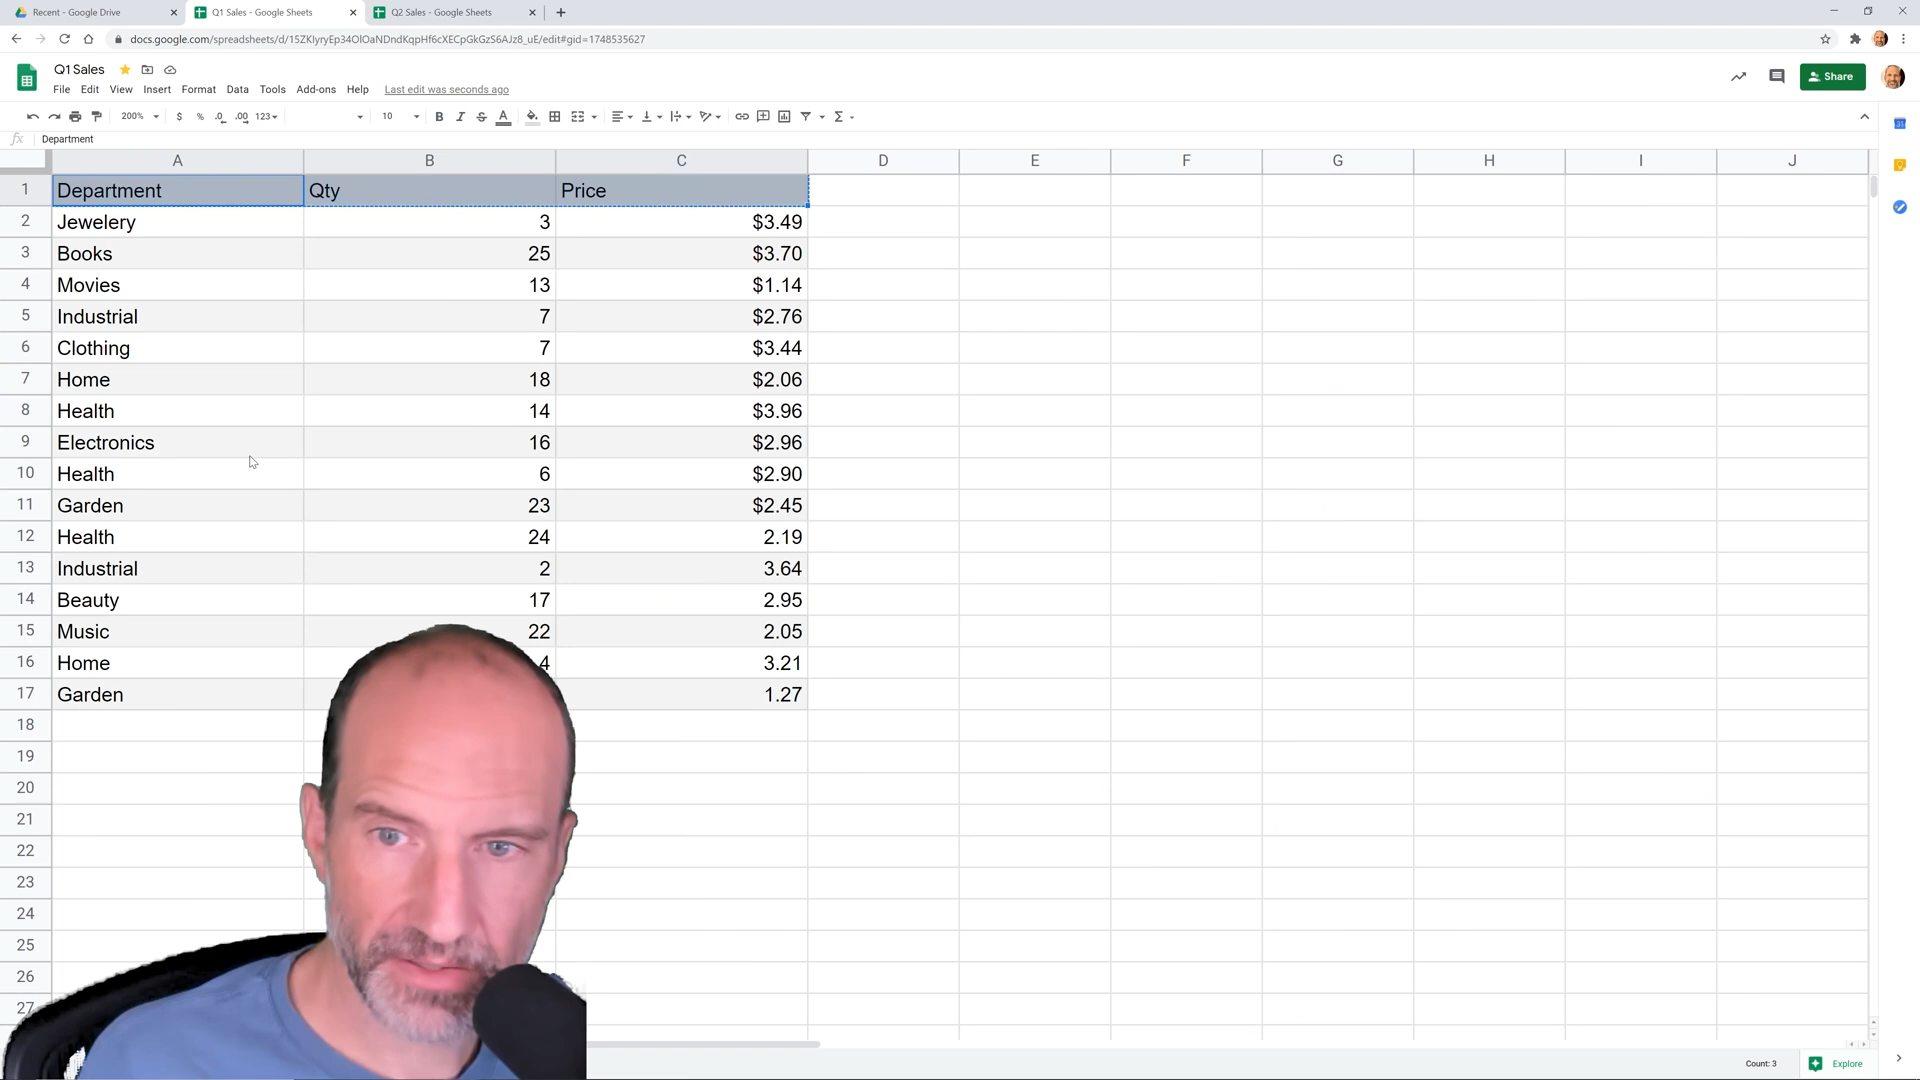 Recent - Google Drive Q1 Sales - Google Sheets Q2 Sales - Google Sheets
docs.google.com/spreadsheets/d/15ZKIyryEp34OlOaNDndKqpHf6cXECpGkGzS6AJz8_uE/edit#gid=1748535627
Q1 Sales
Share
File Edit View Insert Format Data Tools Add-ons Help Last edit was seconds ago
200% $ % .0 .00 123 10 B I S A Σ
fx Department
A B C D E F G H I J
1 Department Qty Price
2 Jewelery 3 $3.49
3 Books 25 $3.70
4 Movies 13 $1.14
5 Industrial 7 $2.76
6 Clothing 7 $3.44
7 Home 18 $2.06
8 Health 14 $3.96
9 Electronics 16 $2.96
10 Health 6 $2.90
11 Garden 23 $2.45
12 Health 24 2.19
13 Industrial 2 3.64
14 Beauty 17 2.95
15 Music 22 2.05
16 Home 4 3.21
17 Garden 1.27
18
19
20
21
22
23
24
25
26
27
Count: 3 Explore